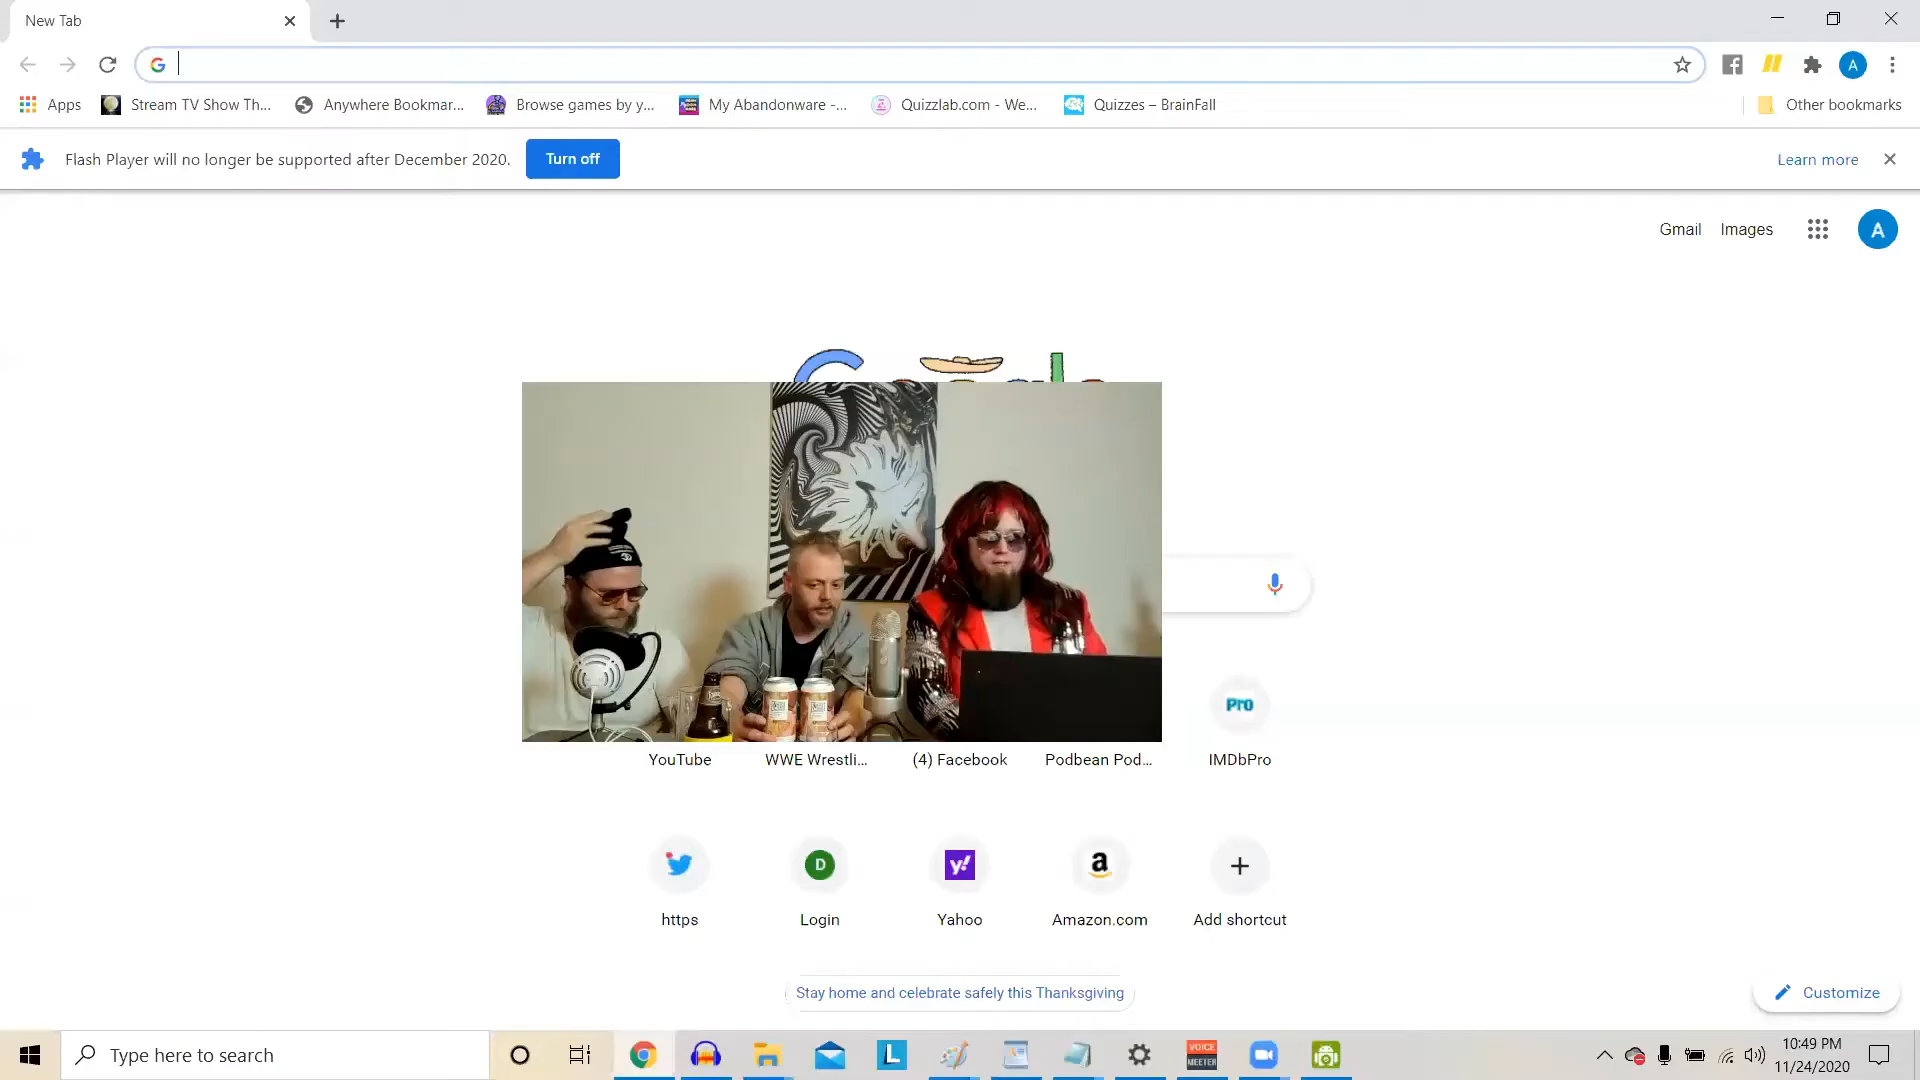 New Tab
Apps Stream TV Show Th... Anywhere Bookmar... Browse games by y... My Abandonware -... Quizzlab.com - We... Quizzes – BrainFall Other bookmarks
Flash Player will no longer be supported after December 2020. Turn off Learn more
Gmail Images A
Pro
YouTube WWE Wrestli... (4) Facebook Podbean Pod... IMDbPro
D y! a
https Login Yahoo Amazon.com Add shortcut
Stay home and celebrate safely this Thanksgiving
Customize
Type here to search
L
VOICE
MEETER
10:49 PM
11/24/2020